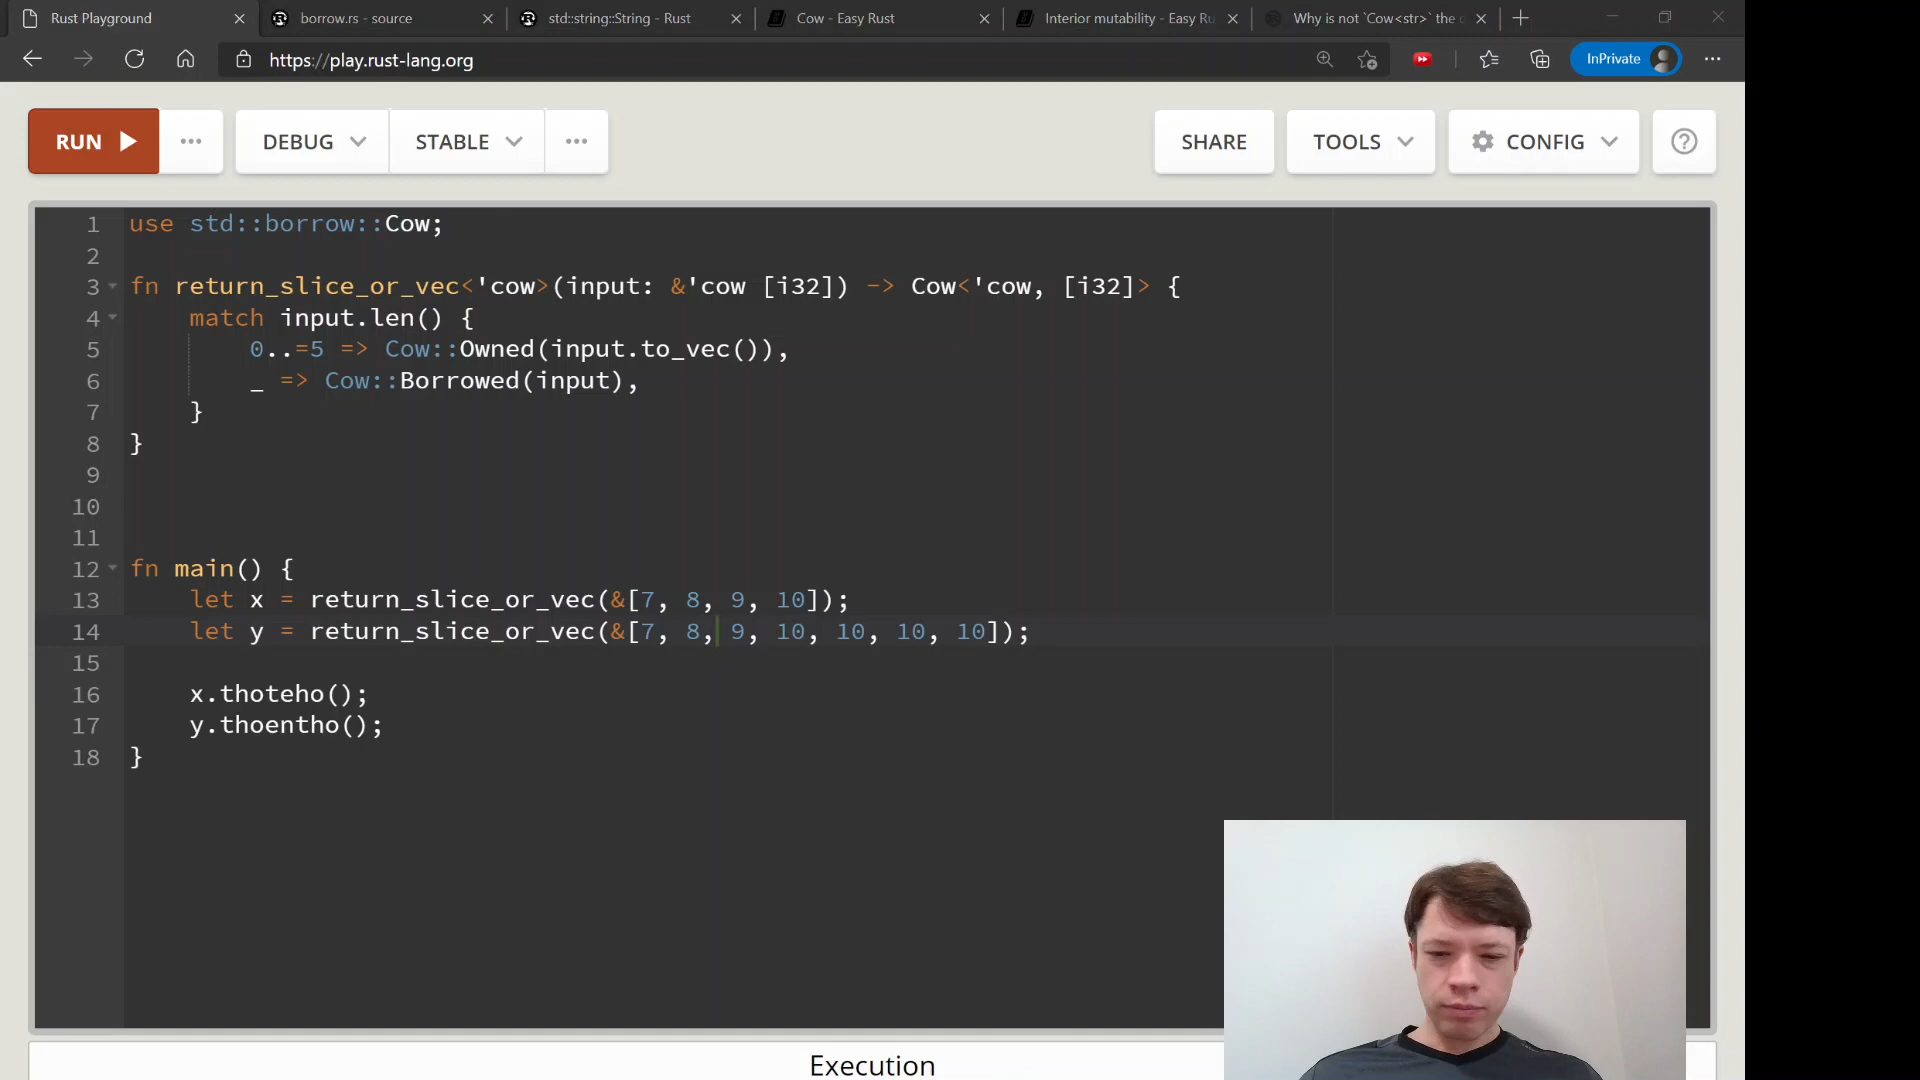 Rust Playground
borrow.rs - source
std::string::String - Rust
Cow - Easy Rust
Interior mutability - Easy Ru
Why is not `Cow<str>` the
https://play.rust-lang.org
InPrivate
RUN
DEBUG
STABLE
SHARE
TOOLS
CONFIG
1 use std::borrow::Cow;
2
3 fn return_slice_or_vec<'cow>(input: &'cow [i32]) -> Cow<'cow, [i32]> {
4     match input.len() {
5         0..=5 => Cow::Owned(input.to_vec()),
6         _ => Cow::Borrowed(input),
7     }
8 }
9
10
11
12 fn main() {
13     let x = return_slice_or_vec(&[7, 8, 9, 10]);
14     let y = return_slice_or_vec(&[7, 8, 9, 10, 10, 10, 10]);
15
16     x.thoteho();
17     y.thoentho();
18 }
Execution